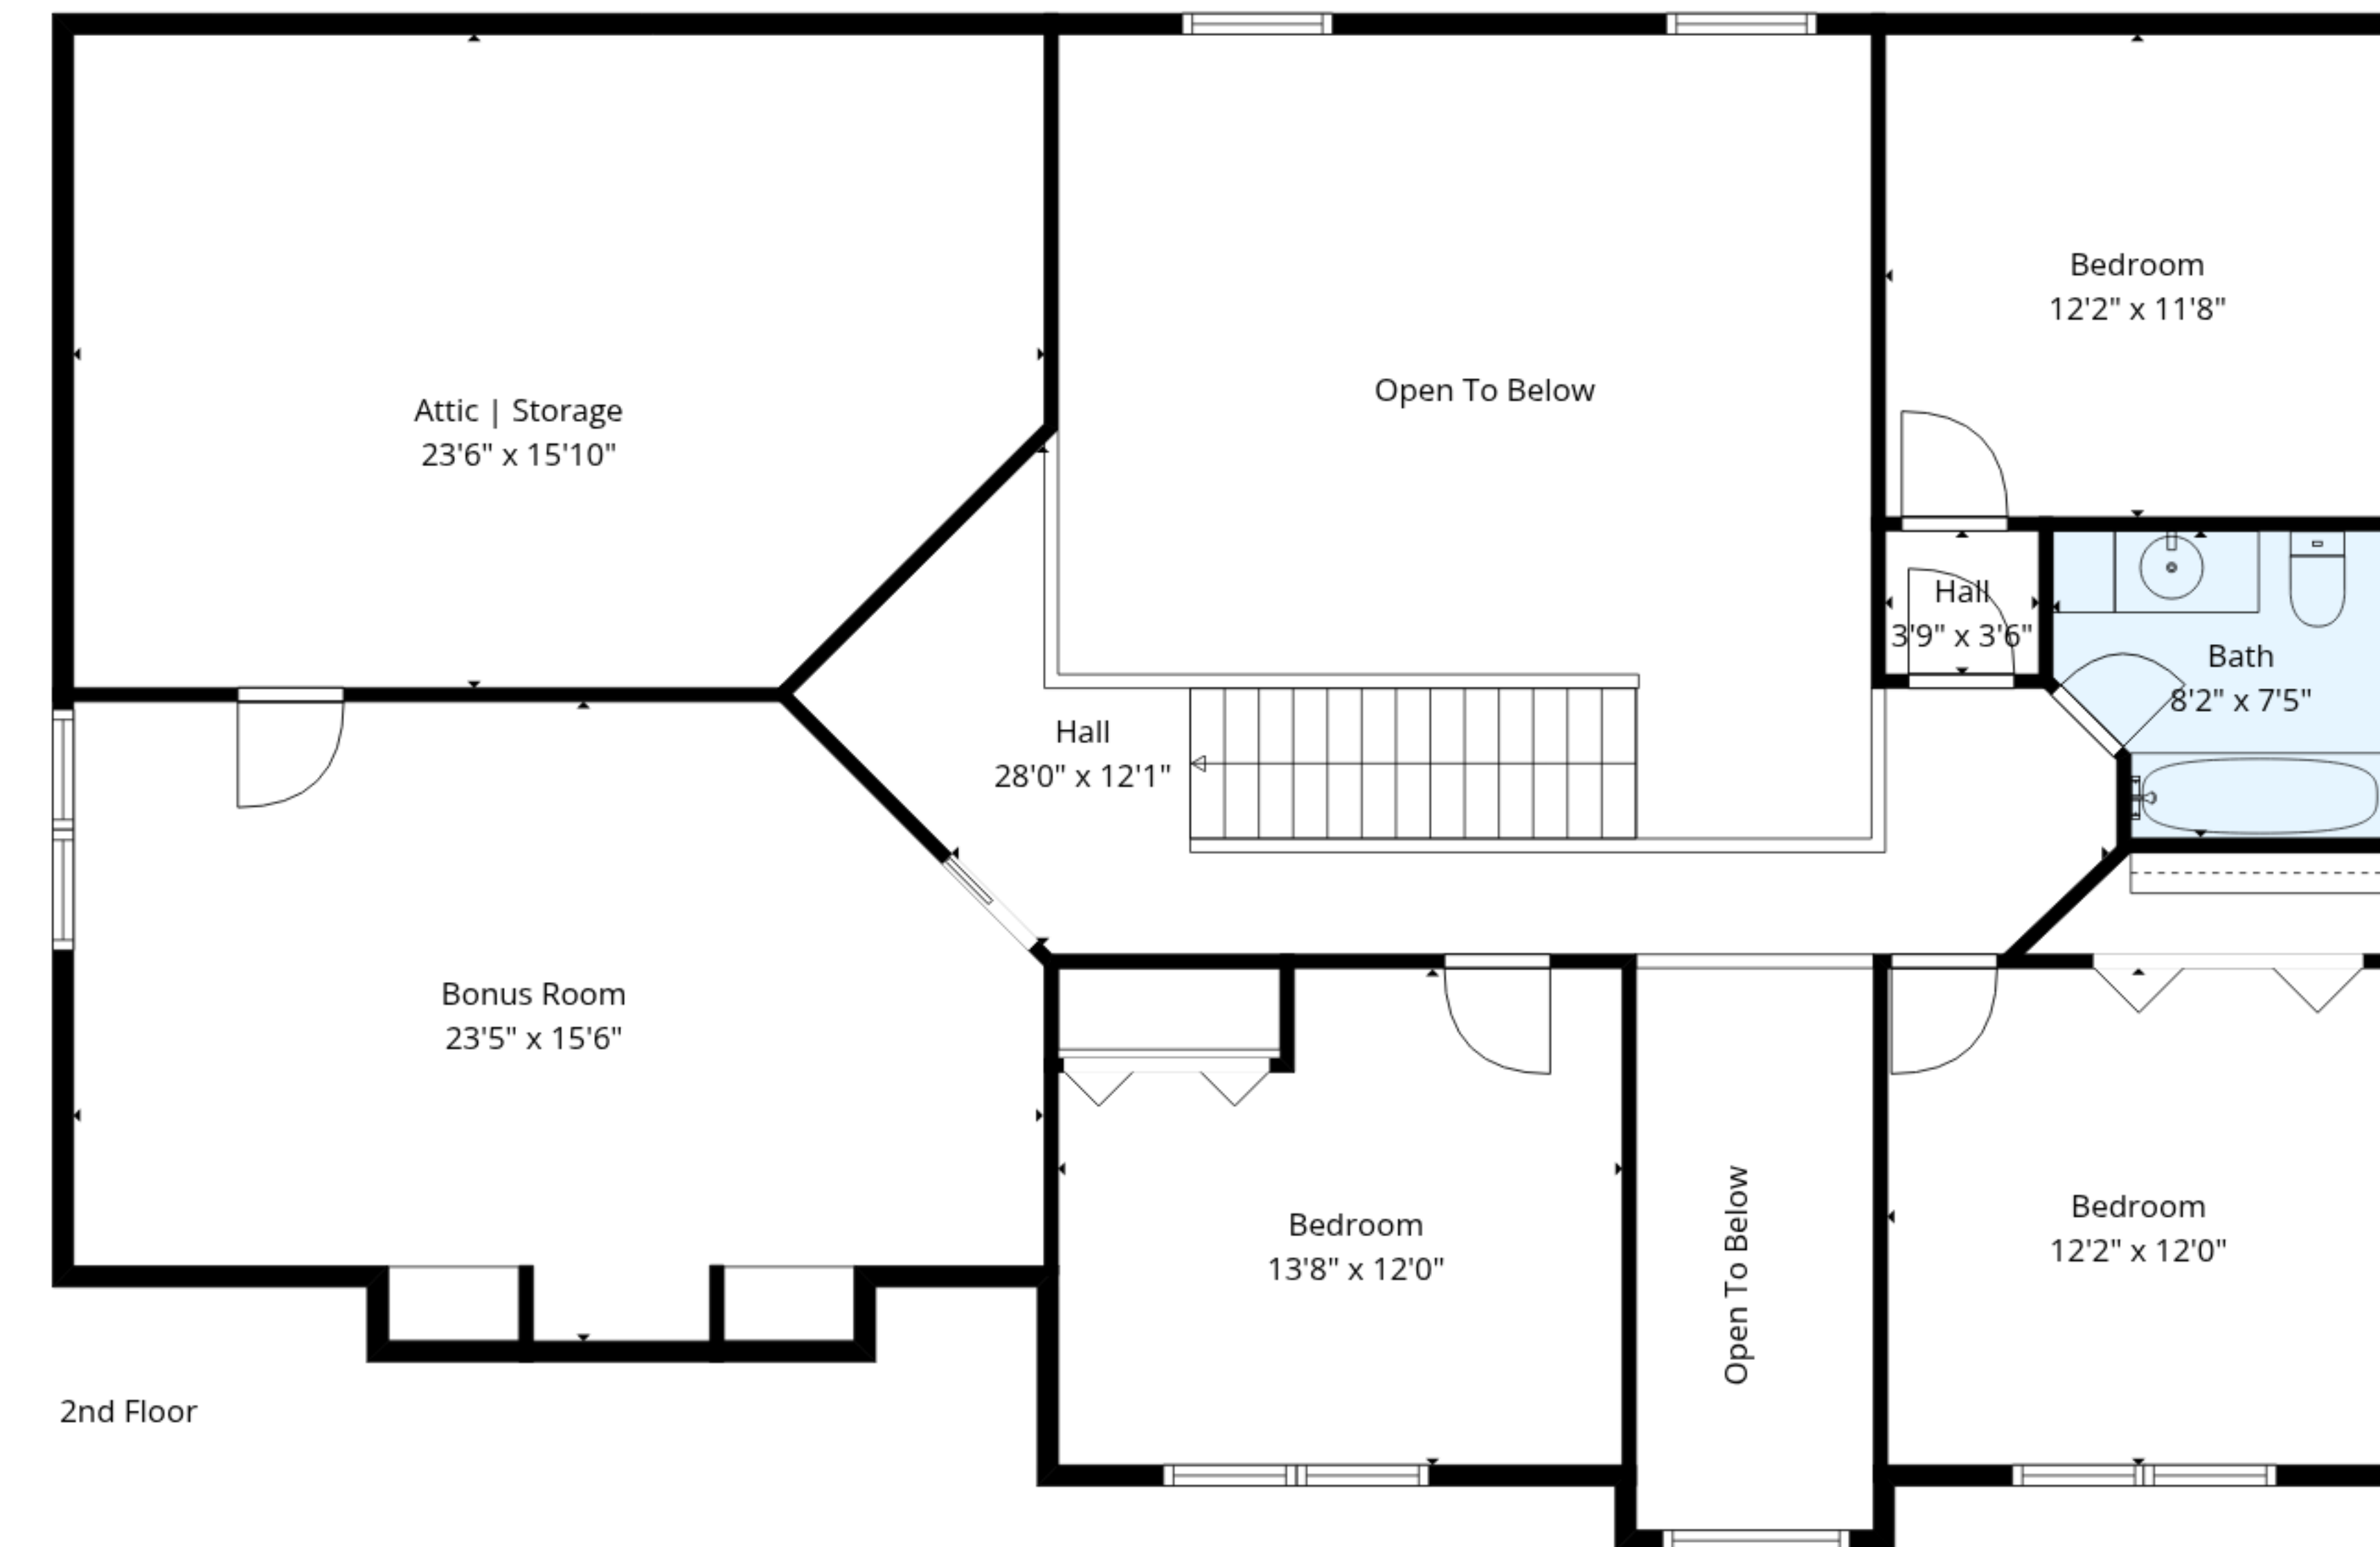 Bedroom
12'2" x 11'8"
Open To Below
Attic | Storage
23'6" x 15'10"
Hall
3'9" x 3'6"
Bath
8'2" x 7'5"
Hall
28'0" x 12'1"
Bonus Room
23'5" x 15'6"
Bedroom
13'8" x 12'0"
Open To Below
Bedroom
12'2" x 12'0"
2nd Floor